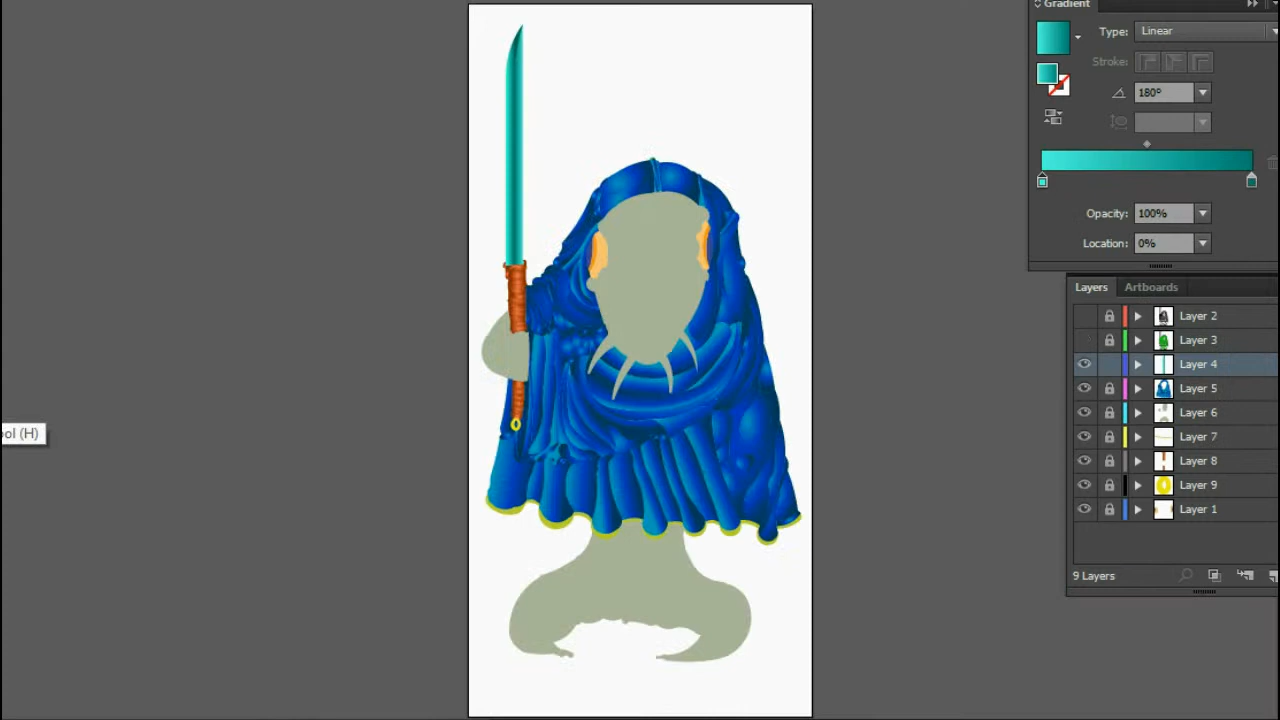 Gradient
Type: Linear
Stroke:
180°
Opacity: 100%
Location: 0%
Layers Artboards
Layer 2
Layer 3
Layer 4
Layer 5
Layer 6
Layer 7
Layer 8
Layer 9
Layer 1
9 Layers
ool (H)